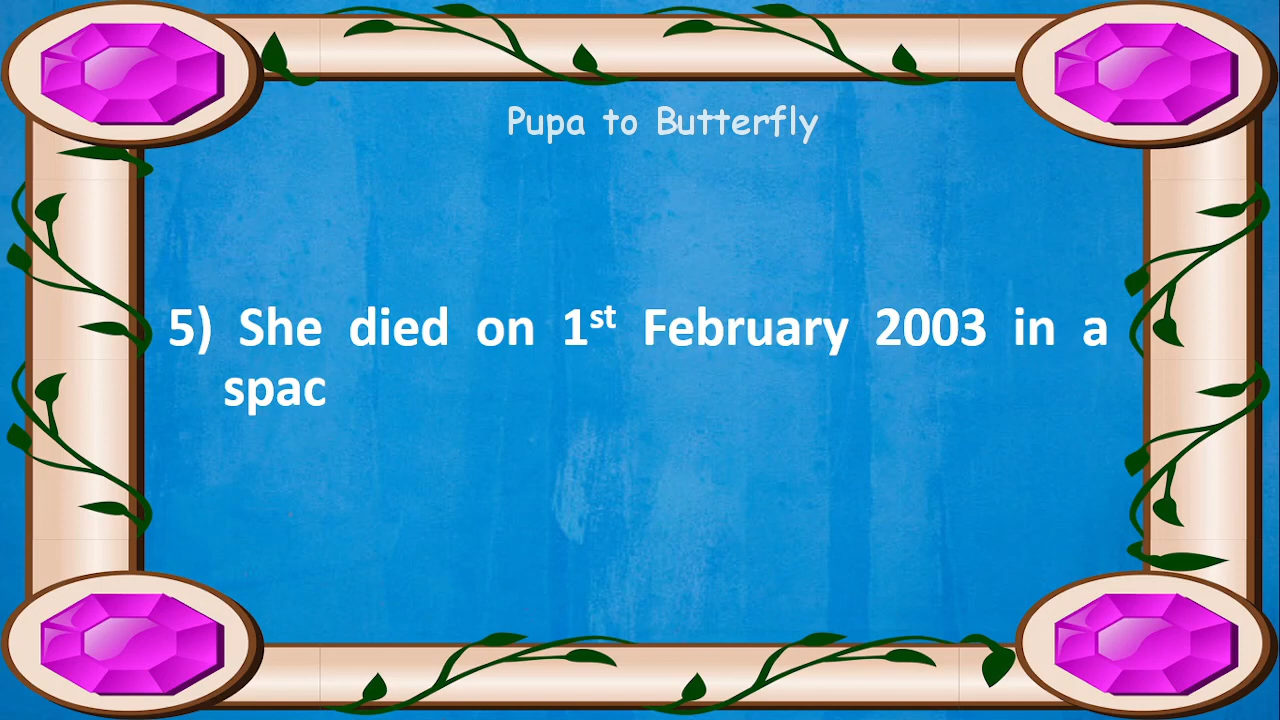 Pupa to Butterfly
5) She died on 1st February 2003 in a
spac